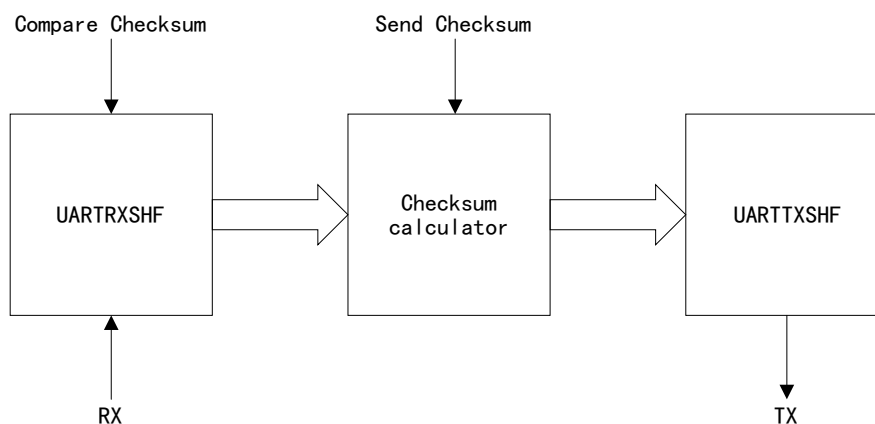 Compare Checksum
Send Checksum
UARTRXSHF
Checksum
calculator
UARTTXSHF
RX
TX